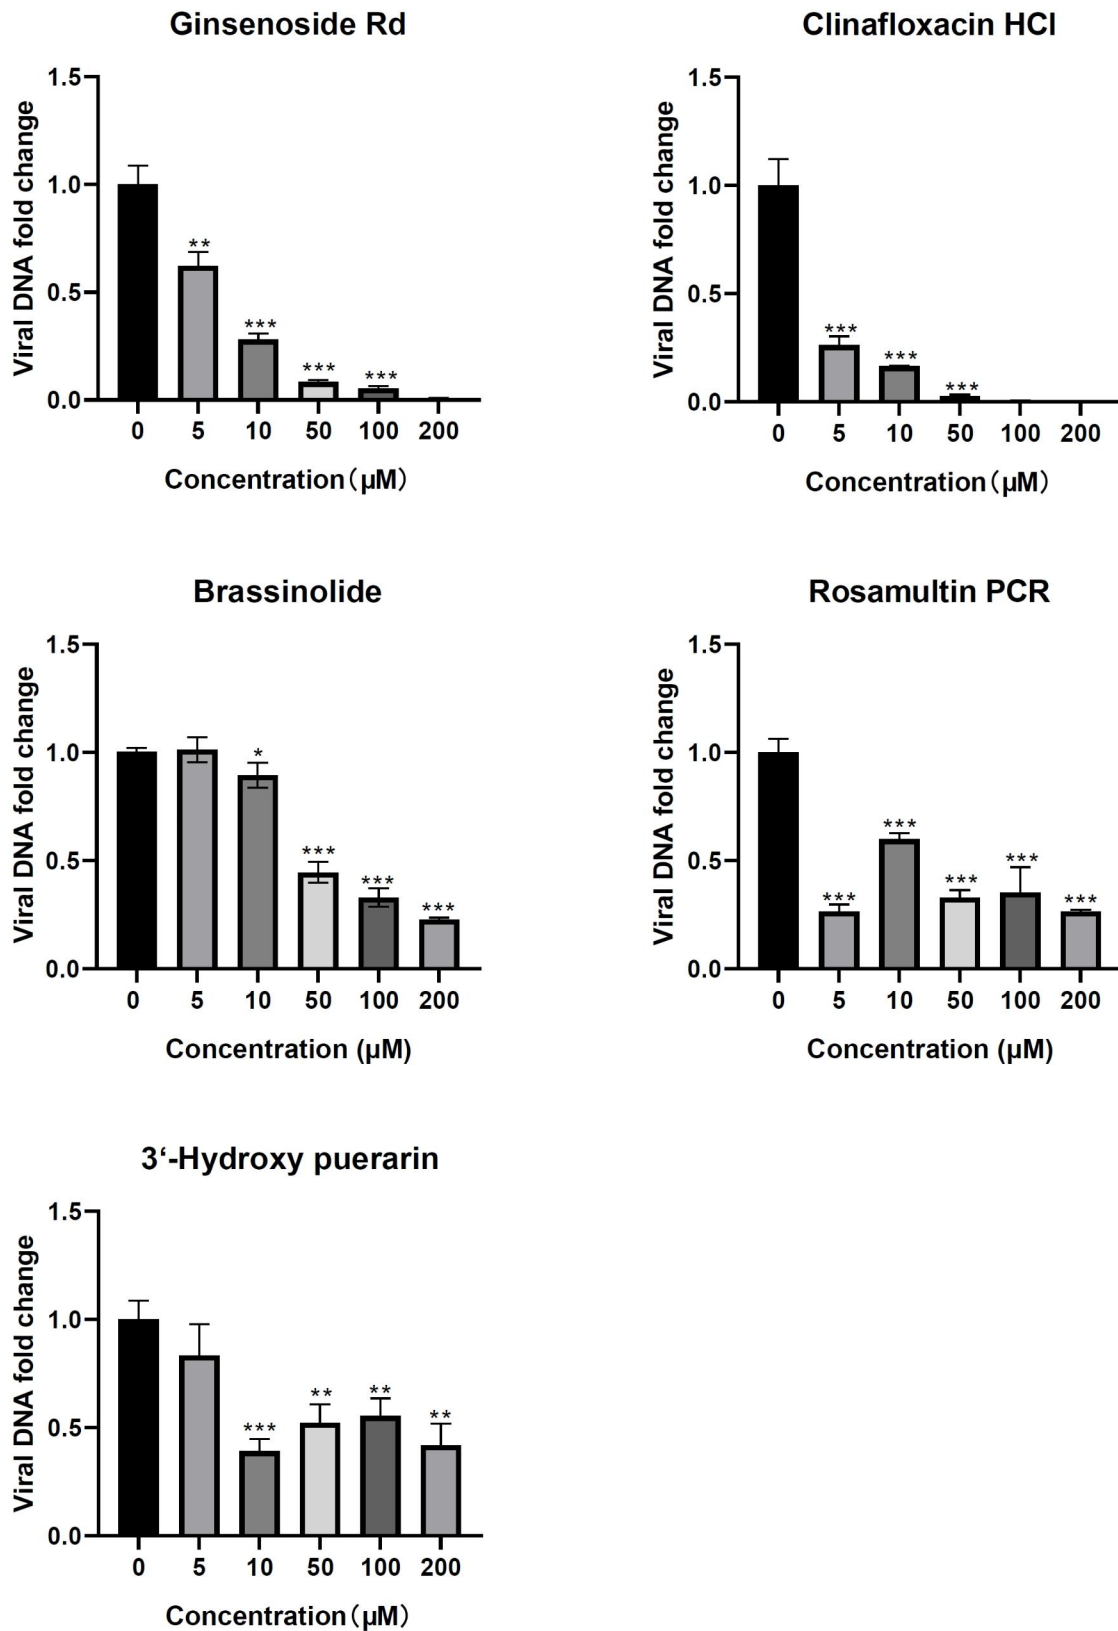 Ginsenoside Rd
Viral DNA fold change
1.5
1.0
0.5
0.0
**
***
***
***
0 5 10 50 100 200
Concentration(μM)
Clinafloxacin HCl
Viral DNA fold change
1.5
1.0
0.5
0.0
***
***
***
0 5 10 50 100 200
Concentration(μM)
Brassinolide
Viral DNA fold change
1.5
1.0
0.5
0.0
*
***
***
***
0 5 10 50 100 200
Concentration (μM)
Rosamultin PCR
Viral DNA fold change
1.5
1.0
0.5
0.0
***
***
***
***
***
0 5 10 50 100 200
Concentration (μM)
3‘-Hydroxy puerarin
Viral DNA fold change
1.5
1.0
0.5
0.0
***
**
**
**
0 5 10 50 100 200
Concentration(μM)